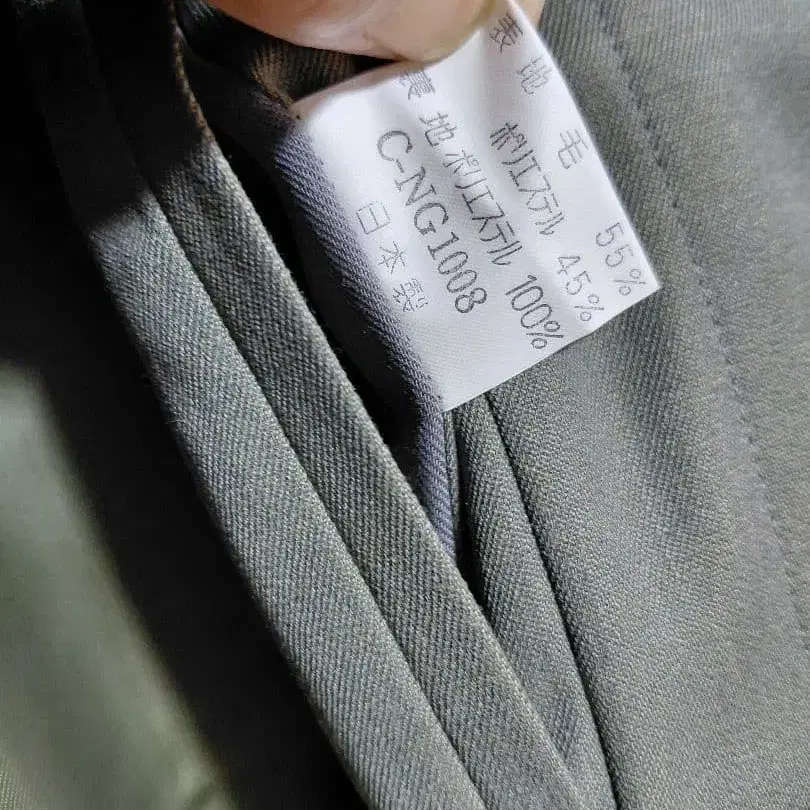 表地 毛 55%
ポリエステル 45%
裏地 ポリエステル 100%
C-NG1008
日本製